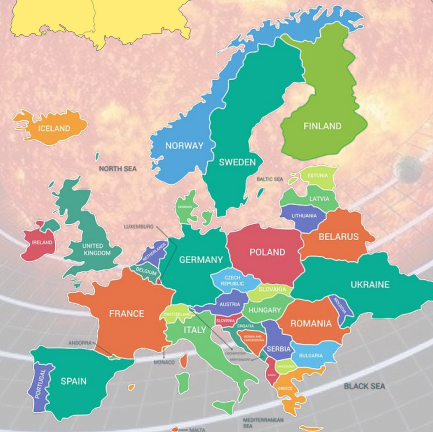 ICELAND
NORWAY
SWEDEN
FINLAND
NORTH SEA
BALTIC SEA
ESTONIA
LATVIA
LITHUANIA
IRELAND
UNITED
KINGDOM
LUXEMBURG
BELGIUM
GERMANY
POLAND
BELARUS
UKRAINE
CZECH
REPUBLIC
SLOVAKIA
AUSTRIA
HUNGARY
FRANCE
ITALY
SLOVENIA
CROATIA
ROMANIA
SERBIA
BULGARIA
ANDORRA
MONACO
PORTUGAL
SPAIN
GREECE
BLACK SEA
MEDITERRANEAN
SEA
MALTA